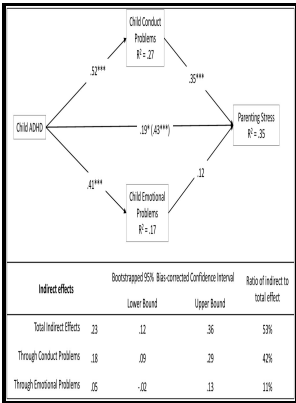 Child Conduct
Problems
R² = .27
.52***
.35***
Child ADHD
.19* (.43***)
Parenting Stress
R² = .35
.41***
.12
Child Emotional
Problems
R² = .17
Indirect effects
Bootstrapped 95% Bias-corrected Confidence Interval
Ratio of indirect to
total effect
Lower Bound Upper Bound
Total Indirect Effects .23 .12 .36 53%
Through Conduct Problems .18 .09 .29 42%
Through Emotional Problems .05 -.02 .13 11%